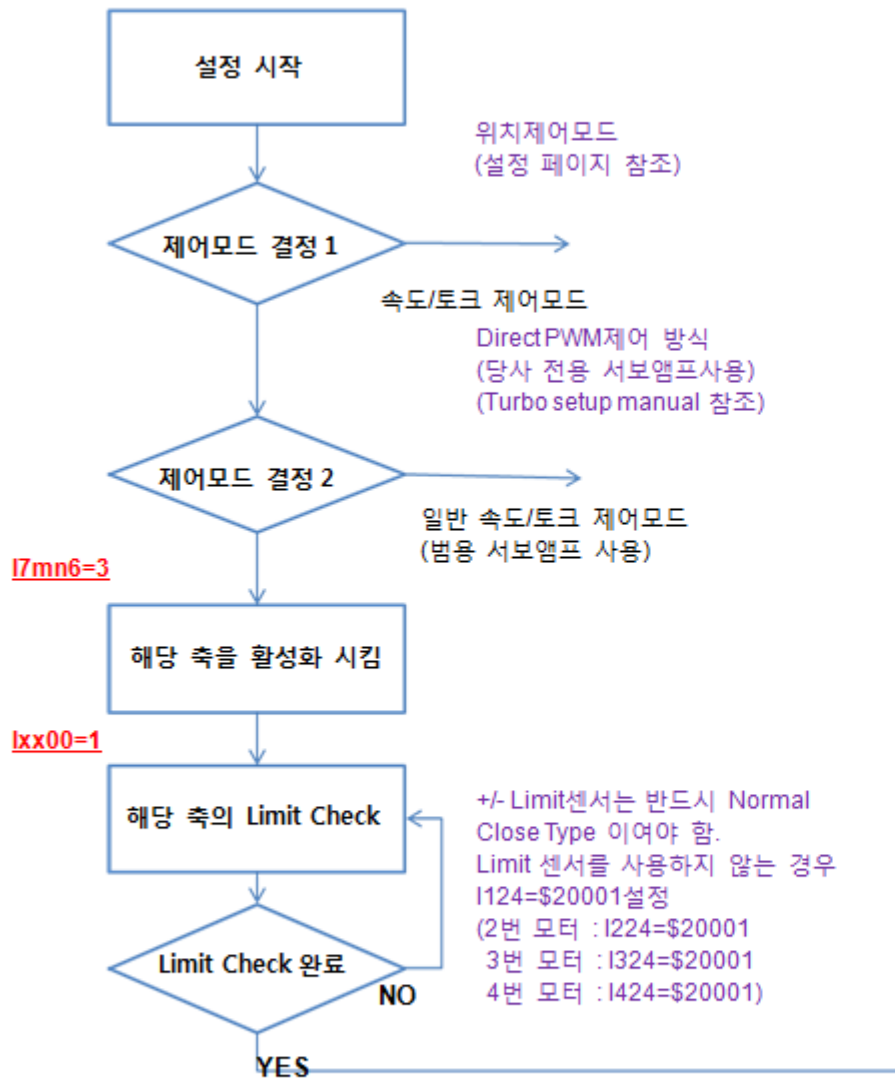 설정 시작
위치제어모드
(설정 페이지 참조)
제어모드 결정 1
속도/토크 제어모드
Direct PWM제어 방식
(당사 전용 서보앰프사용)
(Turbo setup manual 참조)
제어모드 결정 2
일반 속도/토크 제어모드
(범용 서보앰프 사용)
I7mn6=3
해당 축을 활성화 시킴
Ixx00=1
해당 축의 Limit Check
+/- Limit센서는 반드시 Normal
Close Type 이여야 함.
Limit 센서를 사용하지 않는 경우
I124=$20001설정
(2번 모터 : I224=$20001
3번 모터 : I324=$20001
4번 모터 : I424=$20001)
Limit Check 완료
NO
YES